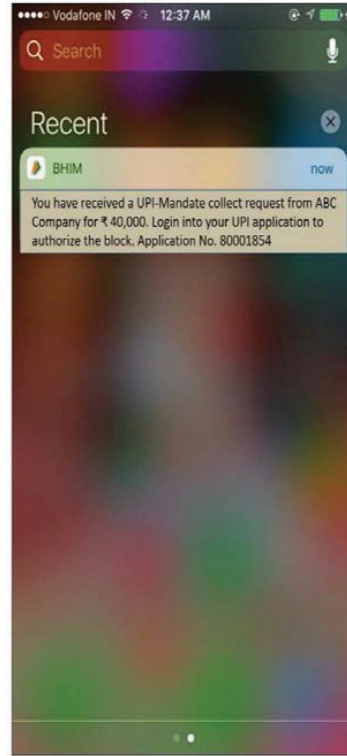 Vodafone IN 12:37 AM
Search
Recent
BHIM now
You have received a UPI-Mandate collect request from ABC
Company for ₹ 40,000. Login into your UPI application to
authorize the block. Application No. 80001854